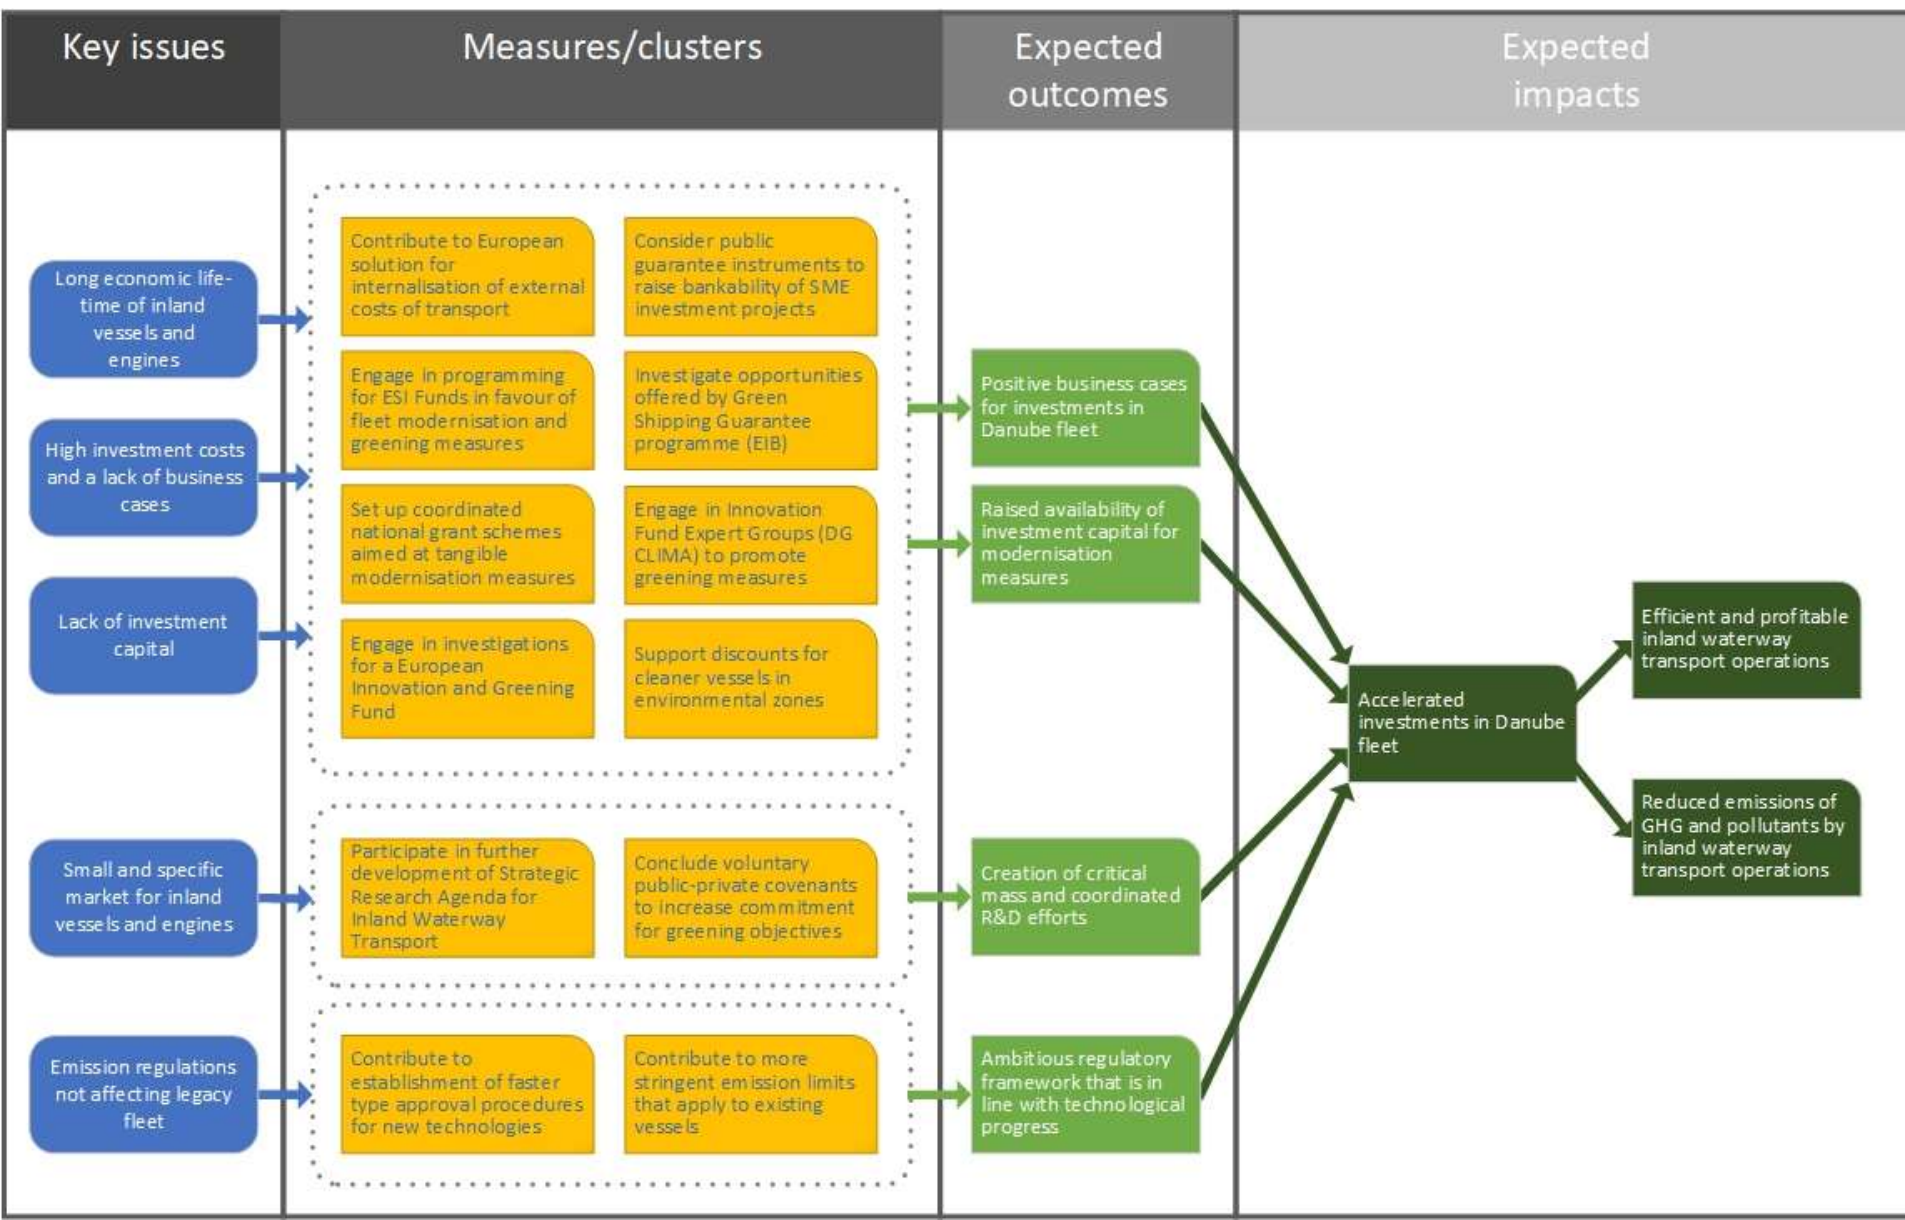 Key issues
Measures/clusters
Expected
outcomes
Expected
impacts
Long economic life-
time of inland
vessels and
engines
High investment costs
and a lack of business
cases
Lack of investment
capital
Small and specific
market for inland
vessels and engines
Emission regulations
not affecting legacy
fleet
Contribute to European
solution for
internalisation of external
costs of transport
Consider public
guarantee instruments to
raise bankability of SME
investment projects
Engage in programming
for ESI Funds in favour of
fleet modernisation and
greening measures
Investigate opportunities
offered by Green
Shipping Guarantee
programme (EIB)
Set up coordinated
national grant schemes
aimed at tangible
modernisation measures
Engage in Innovation
Fund Expert Groups (DG
CLIMA) to promote
greening measures
Engage in investigations
for a European
Innovation and Greening
Fund
Support discounts for
cleaner vessels in
environmental zones
Participate in further
development of Strategic
Research Agenda for
Inland Waterway
Transport
Conclude voluntary
public-private covenants
to increase commitment
for greening objectives
Contribute to
establishment of faster
type approval procedures
for new technologies
Contribute to more
stringent emission limits
that apply to existing
vessels
Positive business cases
for investments in
Danube fleet
Raised availability of
investment capital for
modernisation
measures
Creation of critical
mass and coordinated
R&D efforts
Ambitious regulatory
framework that is in
line with technological
progress
Accelerated
investments in Danube
fleet
Efficient and profitable
inland waterway
transport operations
Reduced emissions of
GHG and pollutants by
inland waterway
transport operations